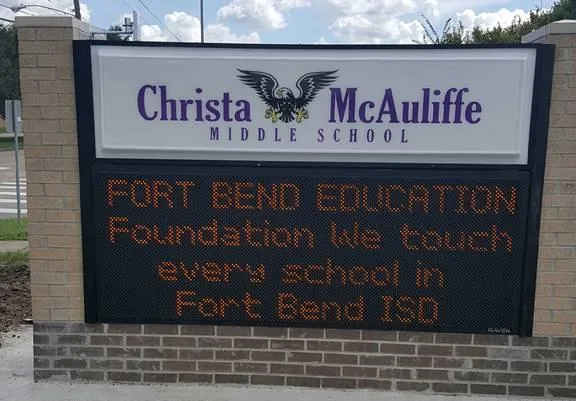 Christa McAuliffe
MIDDLE SCHOOL
FORT BEND EDUCATION
Foundation We touch
every school in
Fort Bend ISD
RAVEN